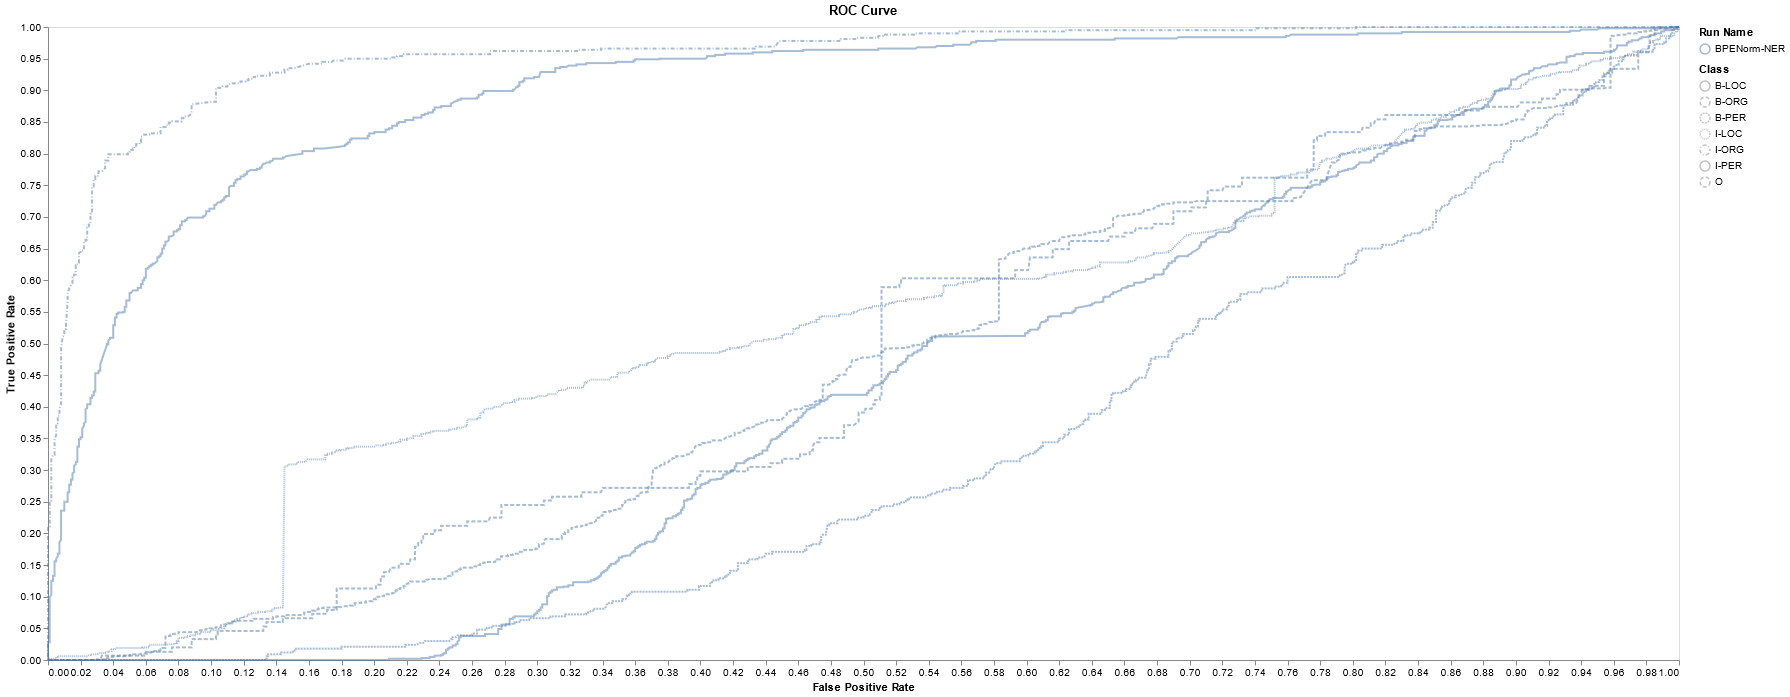 ROC Curve
Run Name
BPENorm-NER
Class
B-LOC
B-ORG
B-PER
I-LOC
I-ORG
I-PER
O
True Positive Rate
1.00
0.95
0.90
0.85
0.80
0.75
0.70
0.65
0.60
0.55
0.50
0.45
0.40
0.35
0.30
0.25
0.20
0.15
0.10
0.05
0.00
0.00 0.02 0.04 0.06 0.08 0.10 0.12 0.14 0.16 0.18 0.20 0.22 0.24 0.26 0.28 0.30 0.32 0.34 0.36 0.38 0.40 0.42 0.44 0.46 0.48 0.50 0.52 0.54 0.56 0.58 0.60 0.62 0.64 0.66 0.68 0.70 0.72 0.74 0.76 0.78 0.80 0.82 0.84 0.86 0.88 0.90 0.92 0.94 0.96 0.98 1.00
False Positive Rate